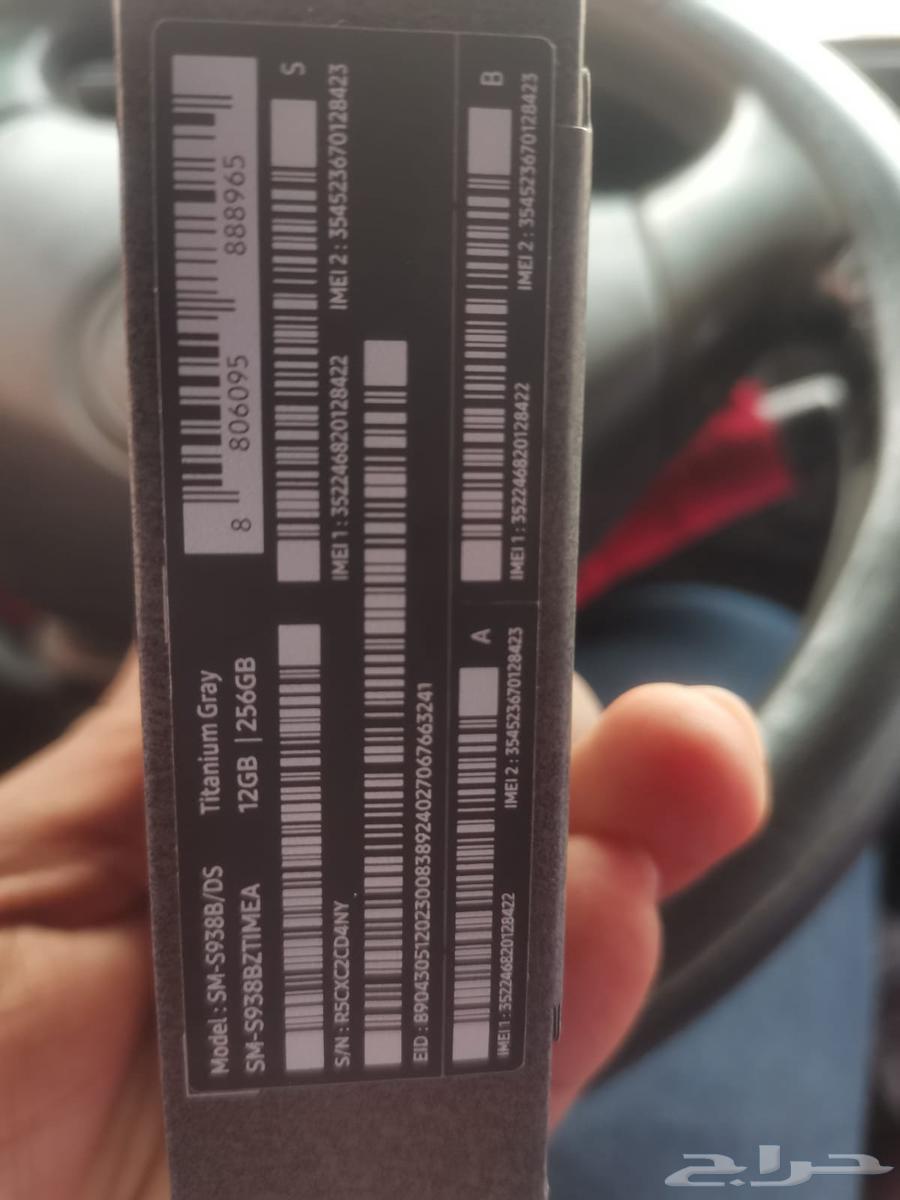 Model : SM-S938B/DS
Titanium Gray
SM-S938BZTIMEA
12GB | 256GB
8 806095 888965
S/N : R5CXC2CD4NY
S
IMEI 1 : 352246820128422
IMEI 2 : 354523670128423
EID : 89043051202300838924027067663241
A
IMEI 1 : 352246820128422
IMEI 2 : 354523670128423
B
IMEI 1 : 352246820128422
IMEI 2 : 354523670128423
حراج